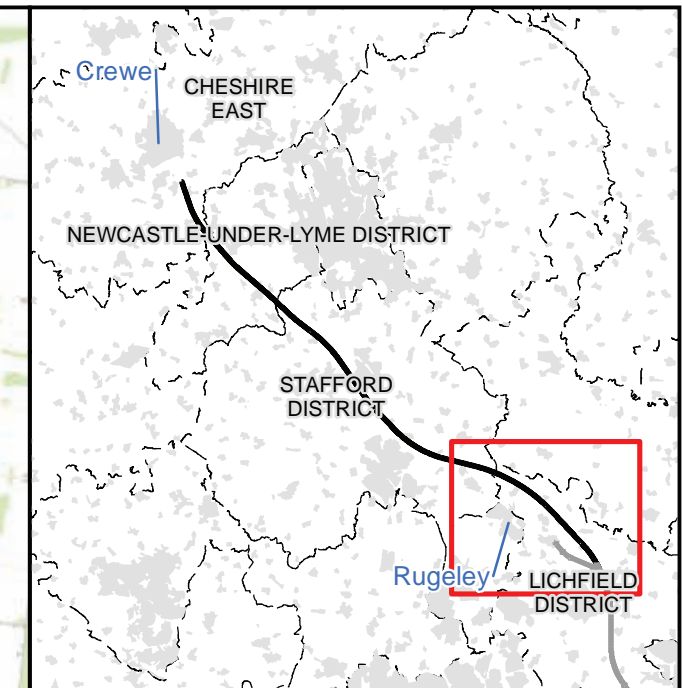 Crewe
CHESHIRE
EAST
NEWCASTLE-UNDER-LYME DISTRICT
STAFFORD
DISTRICT
Rugeley
LICHFIELD
DISTRICT